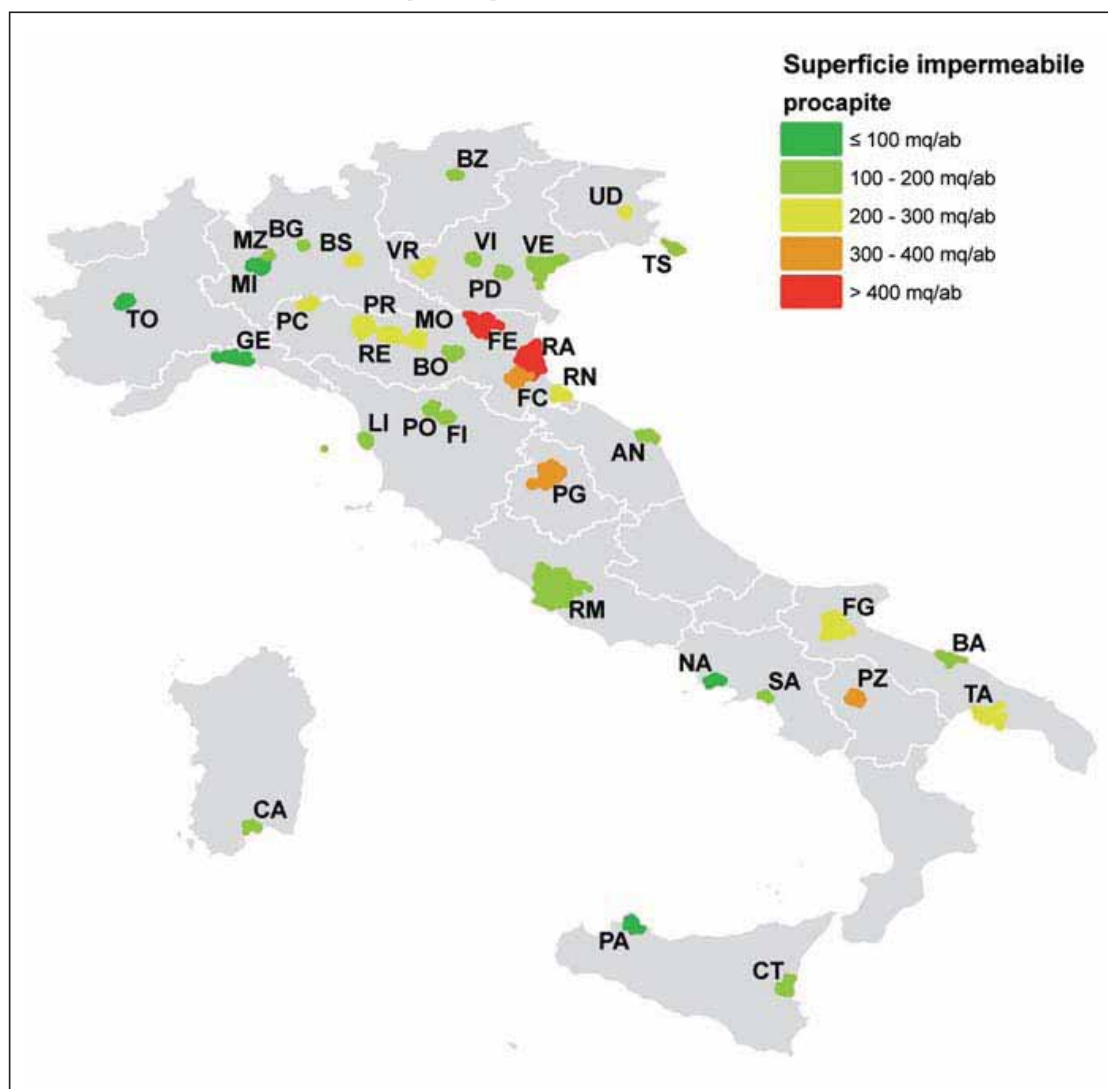 Superficie impermeabile
procapite
≤ 100 mq/ab
100 - 200 mq/ab
200 - 300 mq/ab
300 - 400 mq/ab
> 400 mq/ab
BZ
UD
MZ
BG
BS
VR
VI
VE
TS
MI
PD
TO
PC
PR
MO
FE
GE
RE
BO
RA
RN
FC
LI
PO
FI
AN
PG
RM
FG
BA
NA
SA
PZ
TA
CA
PA
CT